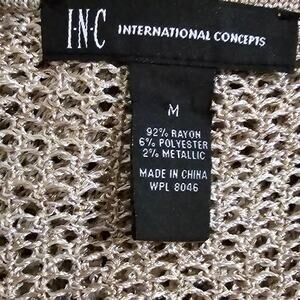 I·N·C INTERNATIONAL CONCEPTS
M
92% RAYON
6% POLYESTER
2% METALLIC
MADE IN CHINA
WPL 8046